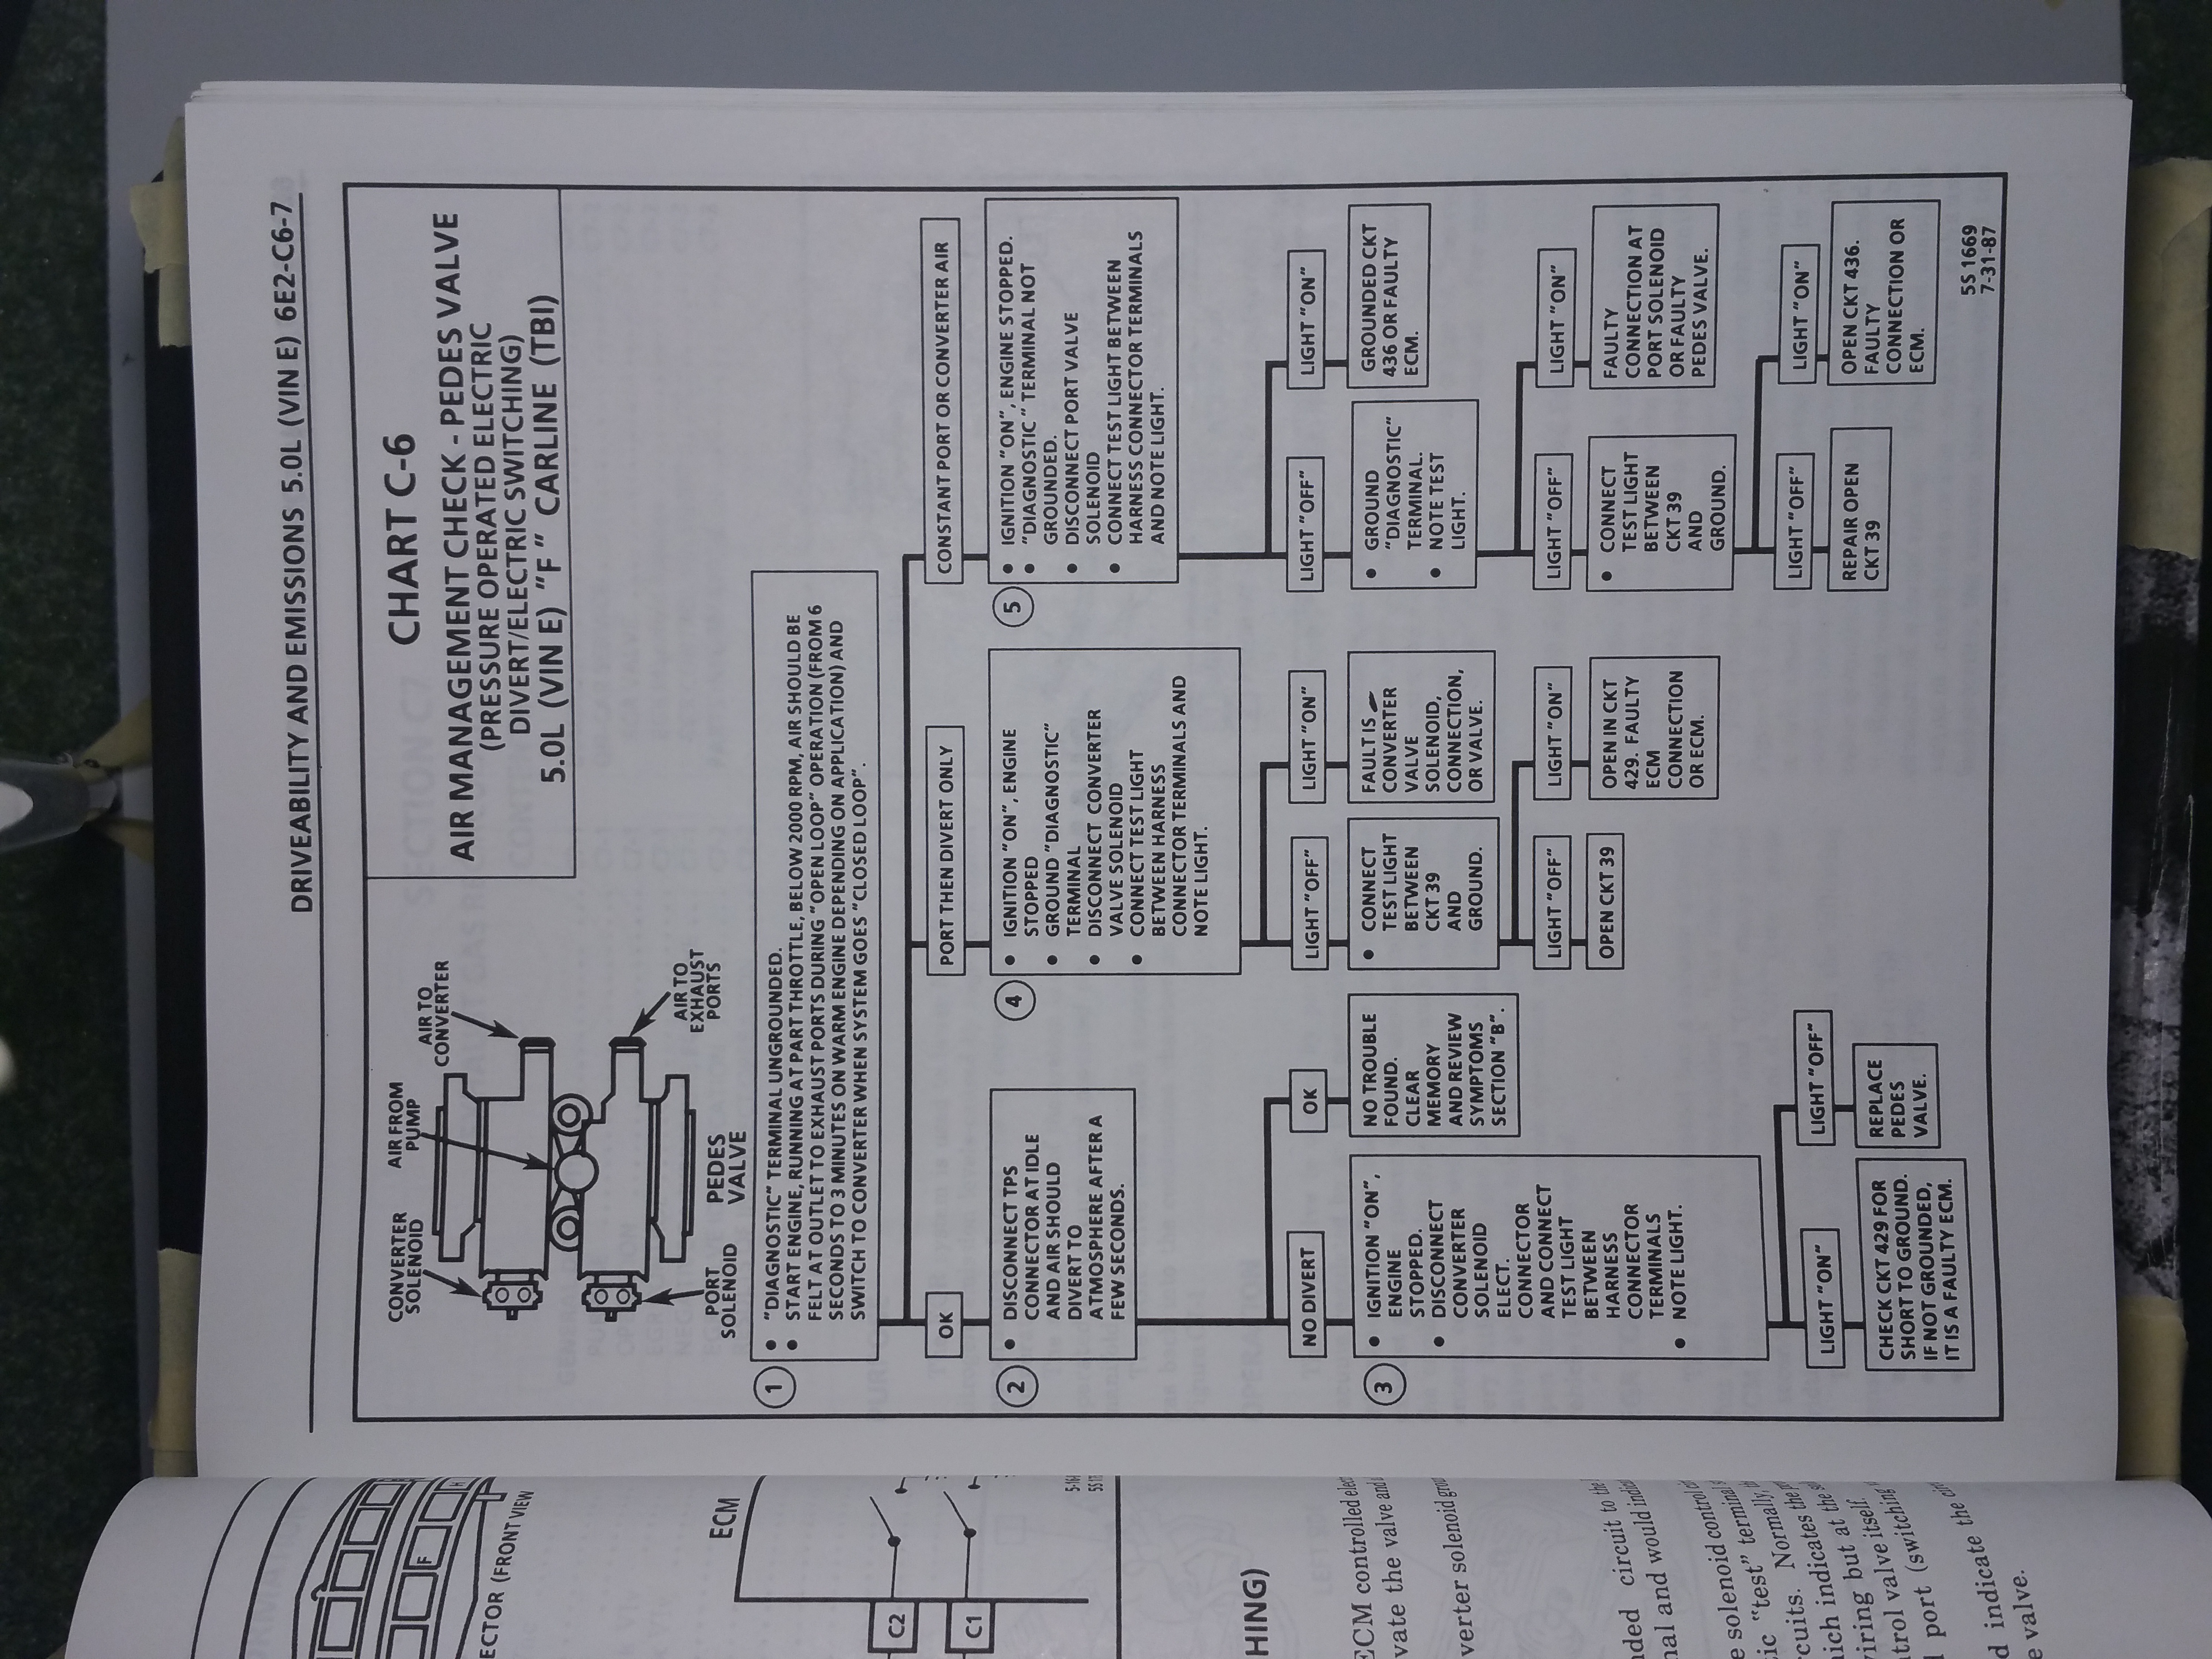 DRIVEABILITY AND EMISSIONS 5.0L (VIN E) 6E2-C6-7
CHART C-6
AIR MANAGEMENT CHECK - PEDES VALVE
(PRESSURE OPERATED ELECTRIC
DIVERT/ELECTRIC SWITCHING)
5.0L (VIN E) "F" CARLINE (TBI)
CONVERTER
SOLENOID
AIR FROM
PUMP
AIR TO
CONVERTER
AIR TO
EXHAUST
PORTS
PORT
SOLENOID
PEDES
VALVE
1
• "DIAGNOSTIC" TERMINAL UNGROUNDED.
• START ENGINE, RUNNING AT PART THROTTLE, BELOW 2000 RPM, AIR SHOULD BE
FELT AT OUTLET TO EXHAUST PORTS DURING "OPEN LOOP" OPERATION (FROM 6
SECONDS TO 3 MINUTES ON WARM ENGINE DEPENDING ON APPLICATION) AND
SWITCH TO CONVERTER WHEN SYSTEM GOES "CLOSED LOOP".
OK
2
• DISCONNECT TPS
CONNECTOR AT IDLE
AND AIR SHOULD
DIVERT TO
ATMOSPHERE AFTER A
FEW SECONDS.
NO DIVERT
OK
NO TROUBLE
FOUND.
CLEAR
MEMORY
AND REVIEW
SYMPTOMS
SECTION "B".
3
• IGNITION "ON",
ENGINE
STOPPED.
• DISCONNECT
CONVERTER
SOLENOID
ELECT.
CONNECTOR
AND CONNECT
TEST LIGHT
BETWEEN
HARNESS
CONNECTOR
TERMINALS
• NOTE LIGHT.
LIGHT "ON"
CHECK CKT 429 FOR
SHORT TO GROUND.
IF NOT GROUNDED,
IT IS A FAULTY ECM.
LIGHT "OFF"
REPLACE
PEDES
VALVE.
PORT THEN DIVERT ONLY
4
• IGNITION "ON", ENGINE
STOPPED
• GROUND "DIAGNOSTIC"
TERMINAL
• DISCONNECT CONVERTER
VALVE SOLENOID
• CONNECT TEST LIGHT
BETWEEN HARNESS
CONNECTOR TERMINALS AND
NOTE LIGHT.
LIGHT "OFF"
• CONNECT
TEST LIGHT
BETWEEN
CKT 39
AND
GROUND.
LIGHT "ON"
FAULT IS
CONVERTER
VALVE
SOLENOID,
CONNECTION,
OR VALVE.
LIGHT "OFF"
OPEN CKT 39
LIGHT "ON"
OPEN IN CKT
429. FAULTY
ECM
CONNECTION
OR ECM.
CONSTANT PORT OR CONVERTER AIR
5
• IGNITION "ON", ENGINE STOPPED.
• "DIAGNOSTIC" TERMINAL NOT
GROUNDED.
• DISCONNECT PORT VALVE
SOLENOID
• CONNECT TEST LIGHT BETWEEN
HARNESS CONNECTOR TERMINALS
AND NOTE LIGHT.
LIGHT "OFF"
• GROUND
"DIAGNOSTIC"
TERMINAL.
• NOTE TEST
LIGHT.
LIGHT "ON"
GROUNDED CKT
436 OR FAULTY
ECM.
LIGHT "OFF"
• CONNECT
TEST LIGHT
BETWEEN
CKT 39
AND
GROUND.
LIGHT "ON"
FAULTY
CONNECTION AT
PORT SOLENOID
OR FAULTY
PEDES VALVE.
LIGHT "OFF"
REPAIR OPEN
CKT 39
LIGHT "ON"
OPEN CKT 436.
FAULTY
CONNECTION OR
ECM.
5S 1669
7-31-87
F
H
ECTOR (FRONT VIEW
ECM
C2
C1
HING)
ECM controlled
vate the valve and
verter solenoid
nded circuit to the
nal and would
e solenoid control
ic "test" terminal
rcuits. Normally, the
hich indicates the
wiring but at the
ntrol valve itself.
l port (switching
d indicate the
e valve.